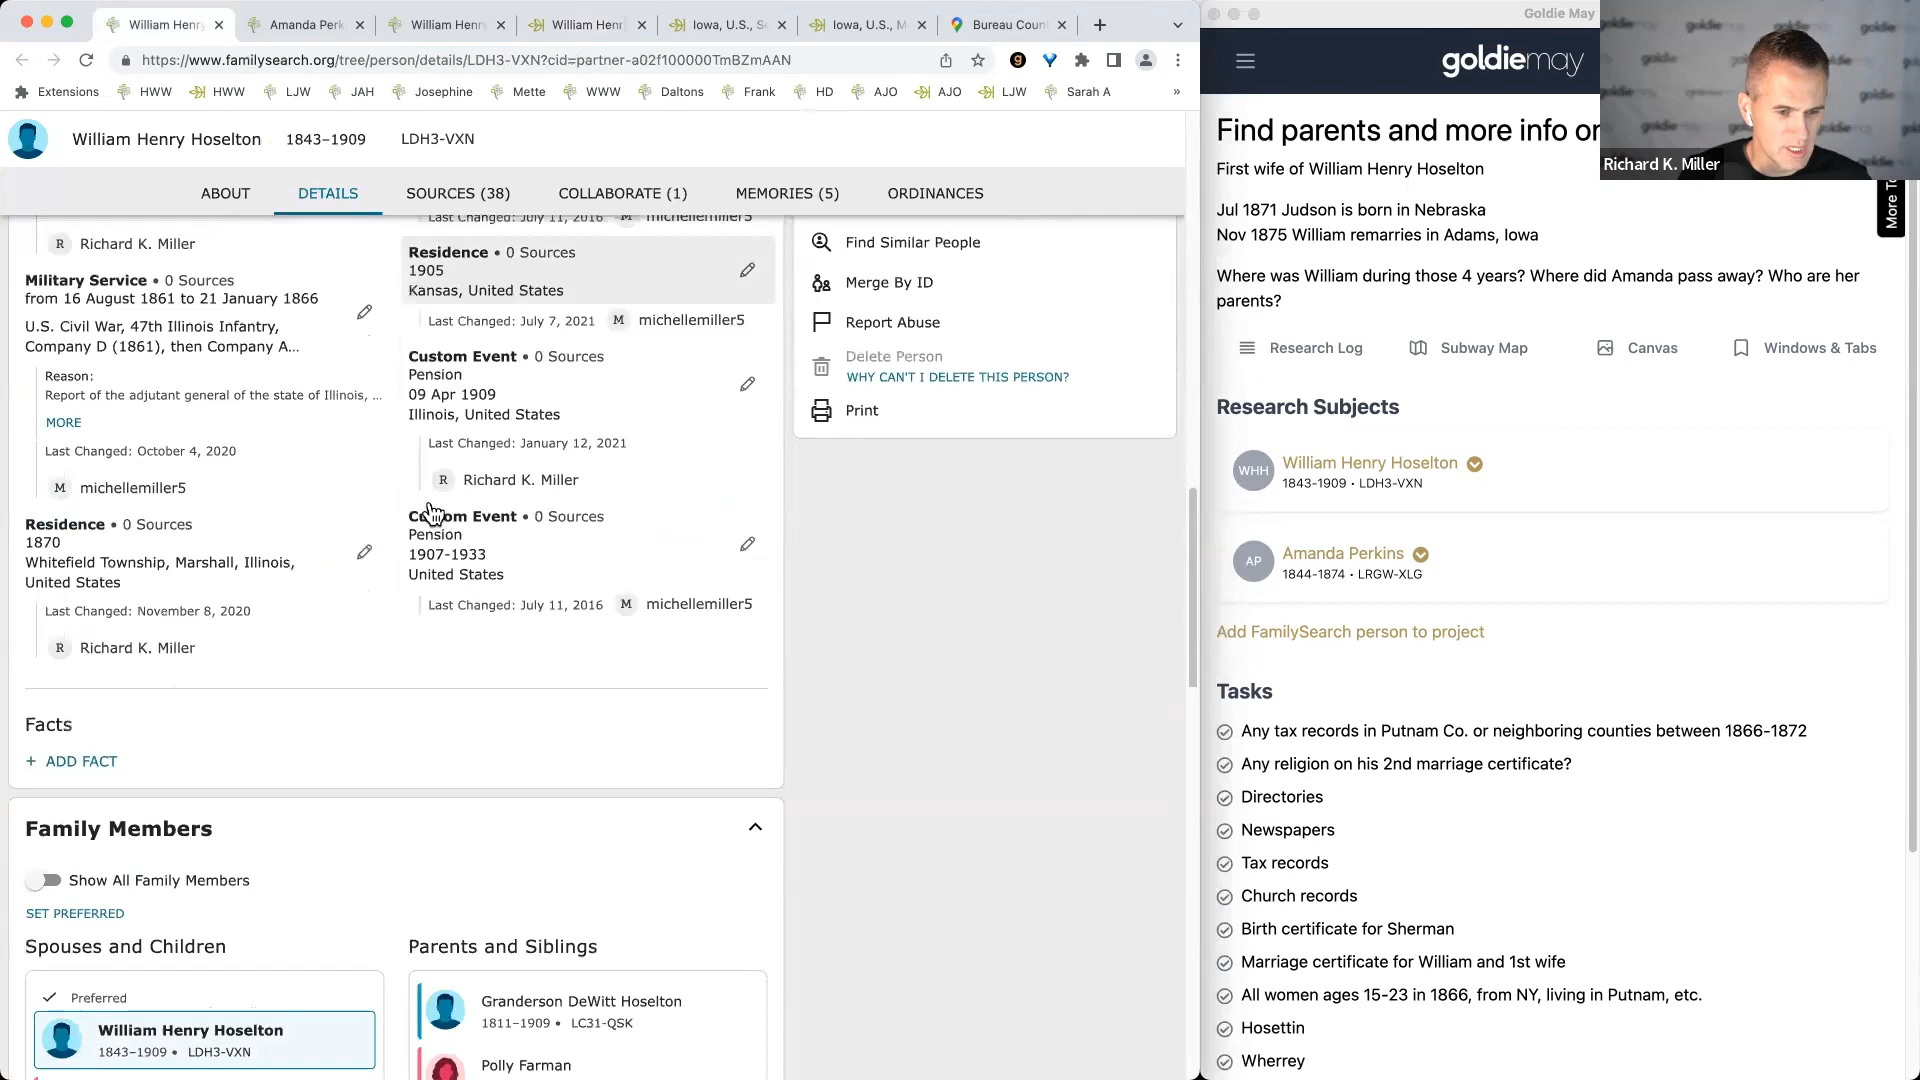 William Henry
Amanda Perk
William Henry
William Henr
Iowa, U.S., Se
Iowa, U.S., M
Bureau Count
https://www.familysearch.org/tree/person/details/LDH3-VXN?cid=partner-a02f100000TmBZmAAN
Extensions HWW HWW LJW JAH Josephine Mette WWW Daltons Frank HD AJO AJO LJW Sarah A »
William Henry Hoselton 1843–1909 LDH3-VXN
ABOUT DETAILS SOURCES (38) COLLABORATE (1) MEMORIES (5) ORDINANCES
R Richard K. Miller
Military Service • 0 Sources
from 16 August 1861 to 21 January 1866
U.S. Civil War, 47th Illinois Infantry,
Company D (1861), then Company A...
Reason:
Report of the adjutant general of the state of Illinois, ...
MORE
Last Changed: October 4, 2020
M michellemiller5
Residence • 0 Sources
1870
Whitefield Township, Marshall, Illinois,
United States
Last Changed: November 8, 2020
R Richard K. Miller
Last Changed: July 11, 2016 M michellemiller5
Residence • 0 Sources
1905
Kansas, United States
Last Changed: July 7, 2021 M michellemiller5
Custom Event • 0 Sources
Pension
09 Apr 1909
Illinois, United States
Last Changed: January 12, 2021
R Richard K. Miller
Custom Event • 0 Sources
Pension
1907-1933
United States
Last Changed: July 11, 2016 M michellemiller5
Find Similar People
Merge By ID
Report Abuse
Delete Person
WHY CAN'T I DELETE THIS PERSON?
Print
Facts
+ ADD FACT
Family Members
Show All Family Members
SET PREFERRED
Spouses and Children
Preferred
William Henry Hoselton
1843–1909 • LDH3-VXN
Parents and Siblings
Granderson DeWitt Hoselton
1811–1909 • LC31-QSK
Polly Farman
Goldie May
goldiemay
Richard K. Miller
More To
Find parents and more info on
First wife of William Henry Hoselton
Jul 1871 Judson is born in Nebraska
Nov 1875 William remarries in Adams, Iowa
Where was William during those 4 years? Where did Amanda pass away? Who are her
parents?
Research Log Subway Map Canvas Windows & Tabs
Research Subjects
WHH William Henry Hoselton
1843-1909 • LDH3-VXN
AP Amanda Perkins
1844-1874 • LRGW-XLG
Add FamilySearch person to project
Tasks
Any tax records in Putnam Co. or neighboring counties between 1866-1872
Any religion on his 2nd marriage certificate?
Directories
Newspapers
Tax records
Church records
Birth certificate for Sherman
Marriage certificate for William and 1st wife
All women ages 15-23 in 1866, from NY, living in Putnam, etc.
Hosettin
Wherrey